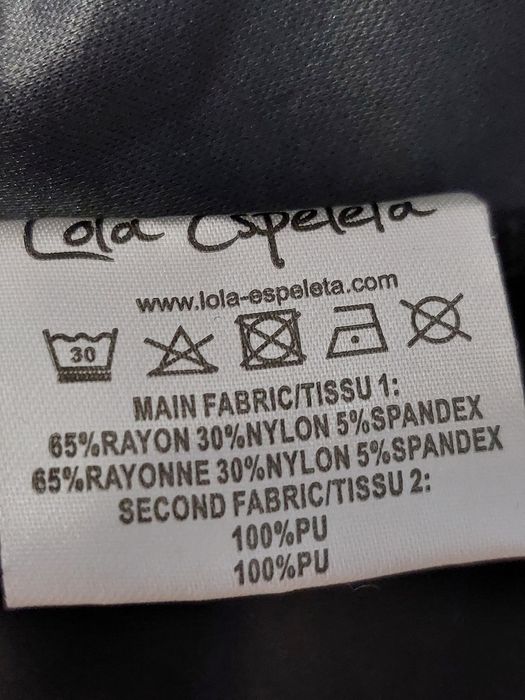 Lola Espeleta
www.lola-espeleta.com
30
MAIN FABRIC/TISSU 1:
65%RAYON 30%NYLON 5%SPANDEX
65%RAYONNE 30%NYLON 5%SPANDEX
SECOND FABRIC/TISSU 2:
100%PU
100%PU